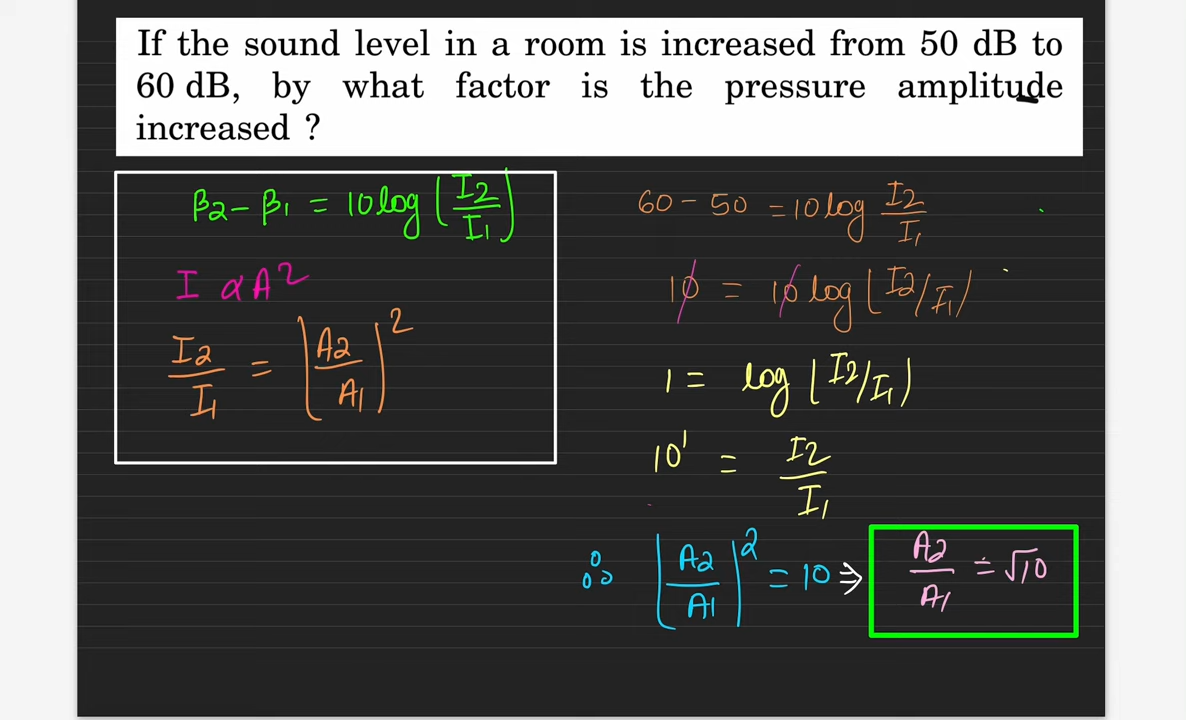 If the sound level in a room is increased from 50 dB to
60 dB, by what factor is the pressure amplitude
increased ?
β2 - β1 = 10 log (I2/I1)
I ∝ A²
I2/I1 = (A2/A1)²
60 - 50 = 10 log I2/I1
10 = 10 log (I2/I1)
1 = log (I2/I1)
10¹ = I2/I1
∴ (A2/A1)² = 10 ⇒ A2/A1 = √10